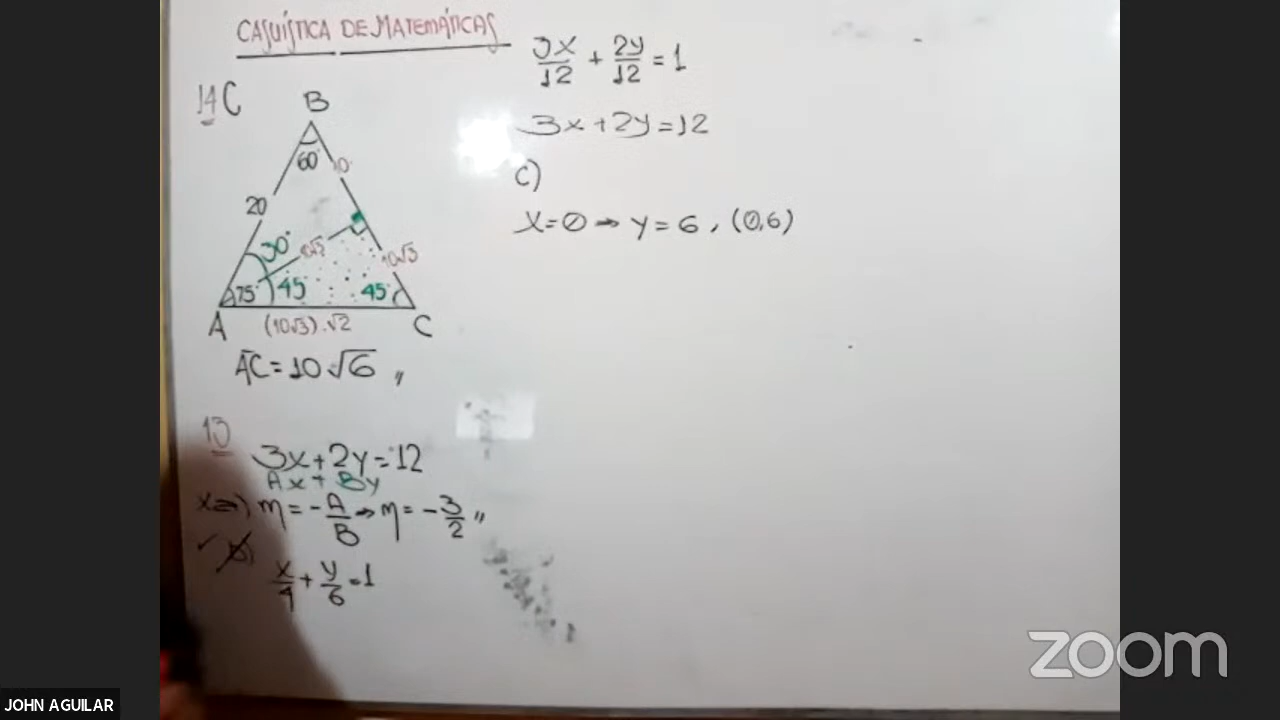 CASUÍSTICA DE MATEMÁTICAS
14 C
B
60°
20
30°
10√3
75°
45
45°
A
(10√3).√2
C
AC = 10√6 〃
13
3x + 2y = 12
Ax + By
m = -A/B → m = -3/2 〃
b)
x/4 + y/6 = 1
3x/12 + 2y/12 = 1
3x + 2y = 12
C)
x = 0 → y = 6, (0,6)
zoom
JOHN AGUILAR